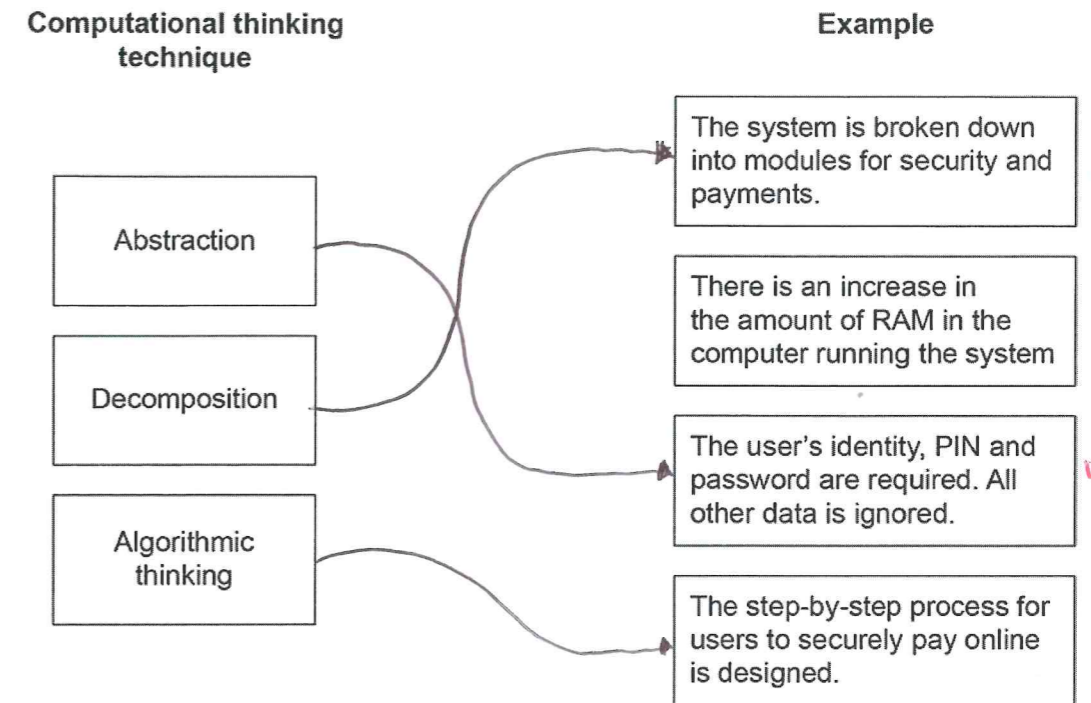 Computational thinking
technique
Example
The system is broken down
into modules for security and
payments.
Abstraction
There is an increase in
the amount of RAM in the
computer running the system
Decomposition
The user's identity, PIN and
password are required. All
other data is ignored.
Algorithmic
thinking
The step-by-step process for
users to securely pay online
is designed.